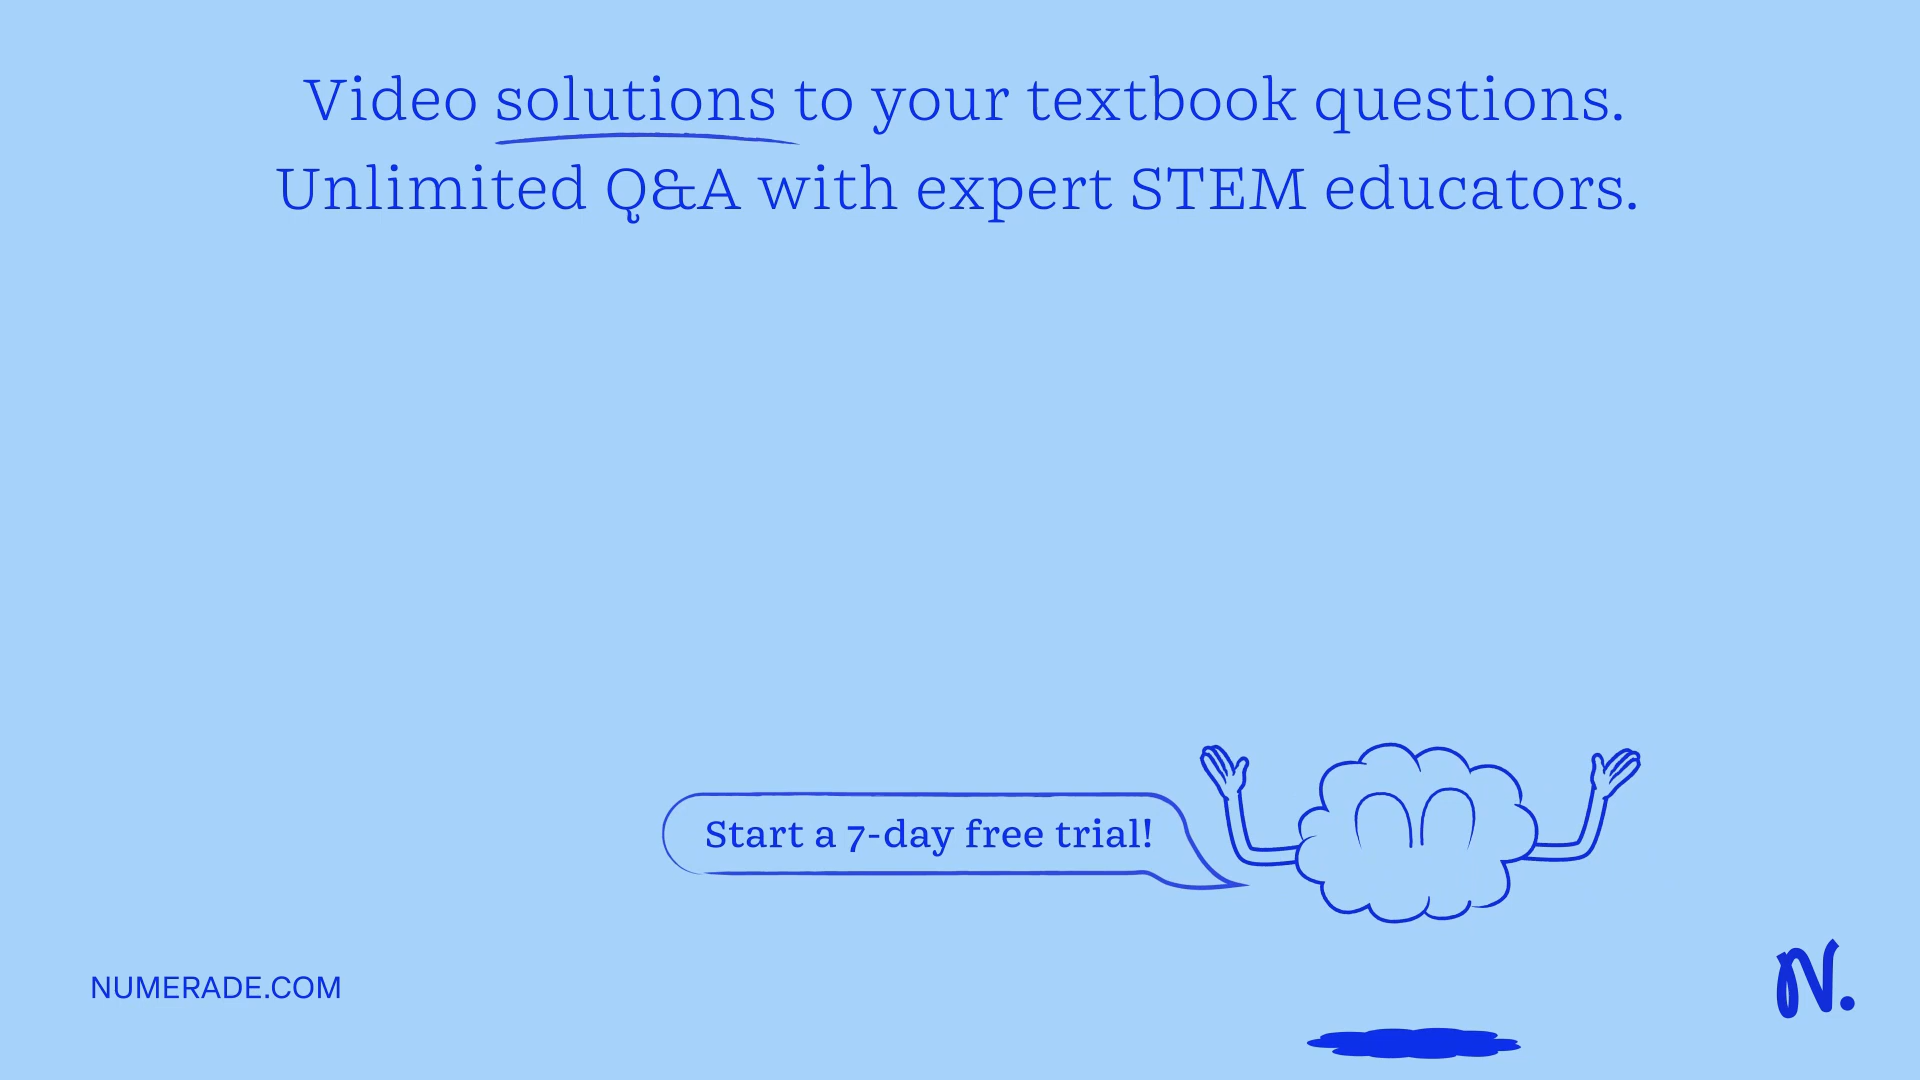 Video solutions to your textbook questions.
Unlimited Q&A with expert STEM educators.
Start a 7-day free trial!
NUMERADE.COM
N.